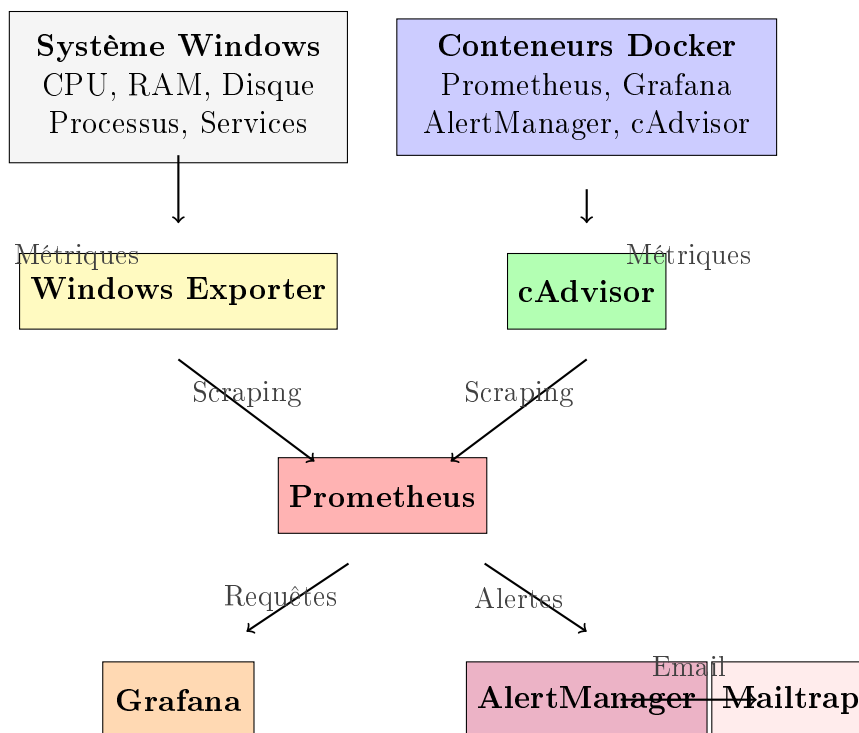 Système Windows
CPU, RAM, Disque
Processus, Services
Conteneurs Docker
Prometheus, Grafana
AlertManager, cAdvisor
Métriques
Métriques
Windows Exporter
cAdvisor
Scraping
Scraping
Prometheus
Requêtes
Alertes
Email
Grafana
AlertManager
Mailtrap